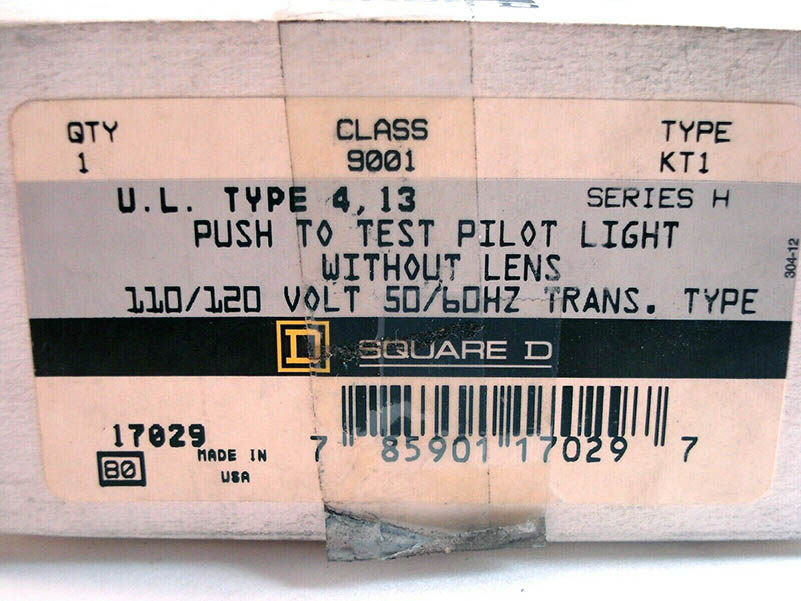 QTY CLASS TYPE
1 9001 KT1
U.L. TYPE 4,13 SERIES H
PUSH TO TEST PILOT LIGHT
WITHOUT LENS
110/120 VOLT 50/60HZ TRANS. TYPE
304-12
D SQUARE D
17029
80 MADE IN
USA
7 85901 17029 7